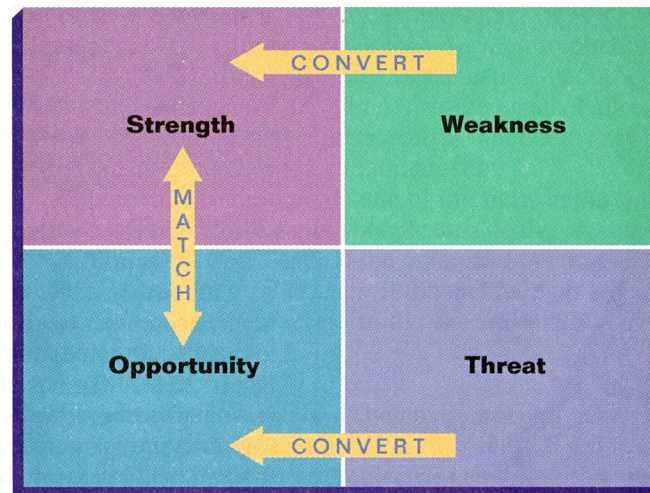 CONVERT
Strength
Weakness
MATCH
Opportunity
Threat
CONVERT